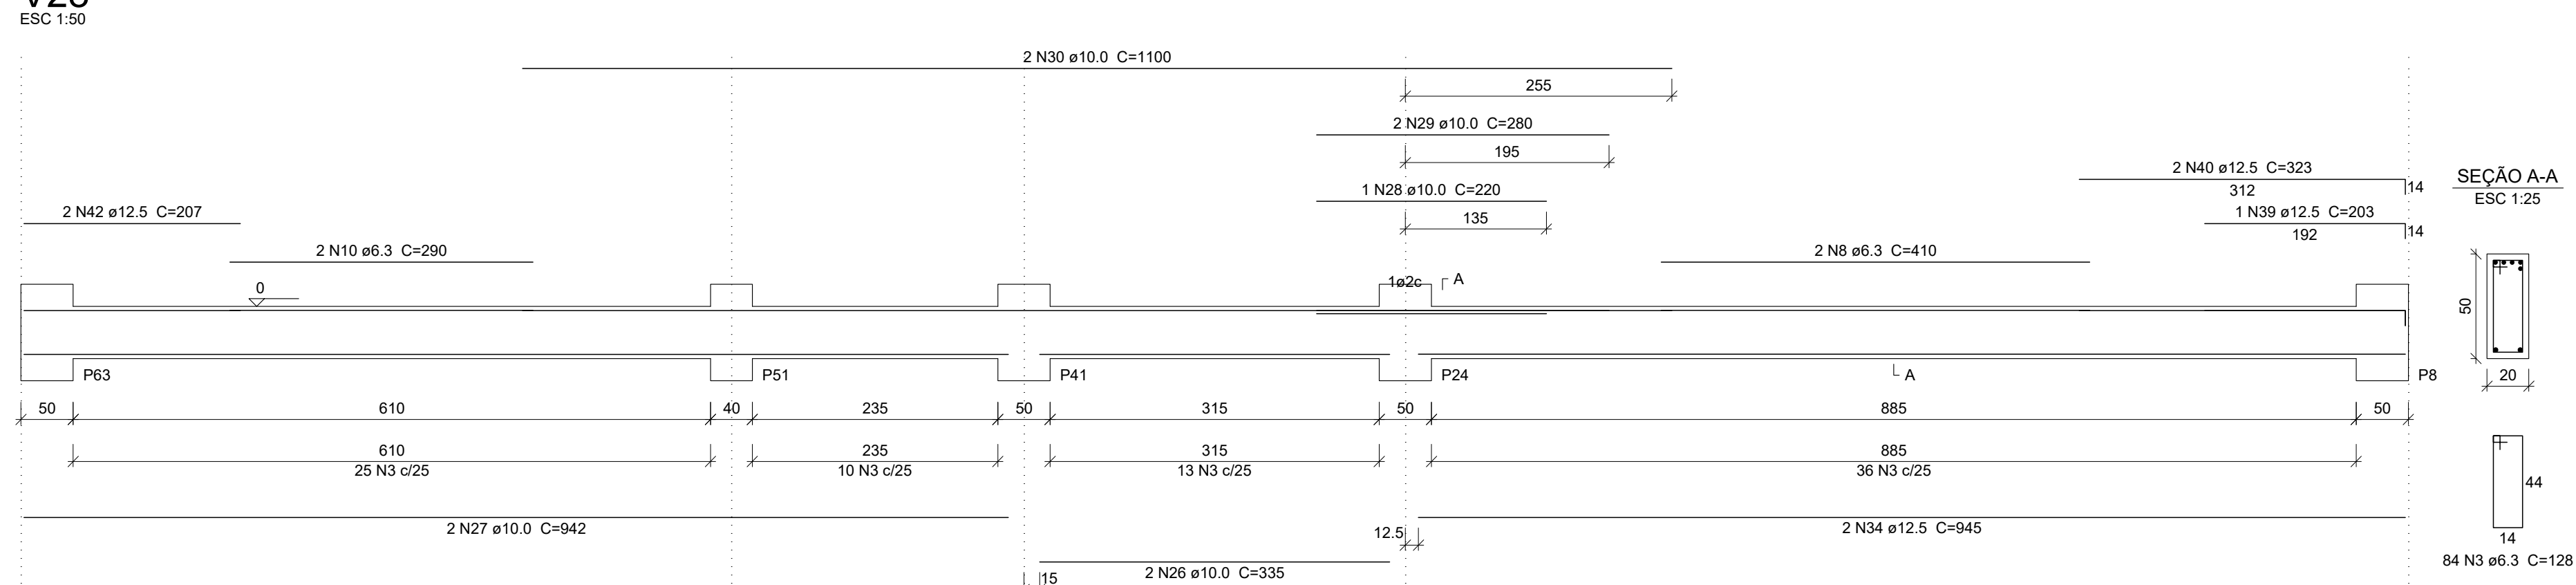 ESC 1:50
2 N30 ø10.0 C=1100
255
2 N29 ø10.0 C=280
195
2 N40 ø12.5 C=323
312
14
1 N28 ø10.0 C=220
135
2 N42 ø12.5 C=207
1 N39 ø12.5 C=203
192
14
SEÇÃO A-A
ESC 1:25
2 N10 ø6.3 C=290
2 N8 ø6.3 C=410
0
1ø2c
A
50
20
P63
P51
P41
P24
A
P8
50
610
40
235
50
315
50
885
50
610
235
315
885
25 N3 c/25
10 N3 c/25
13 N3 c/25
36 N3 c/25
44
14
84 N3 ø6.3 C=128
2 N27 ø10.0 C=942
12.5
2 N34 ø12.5 C=945
15
2 N26 ø10.0 C=335